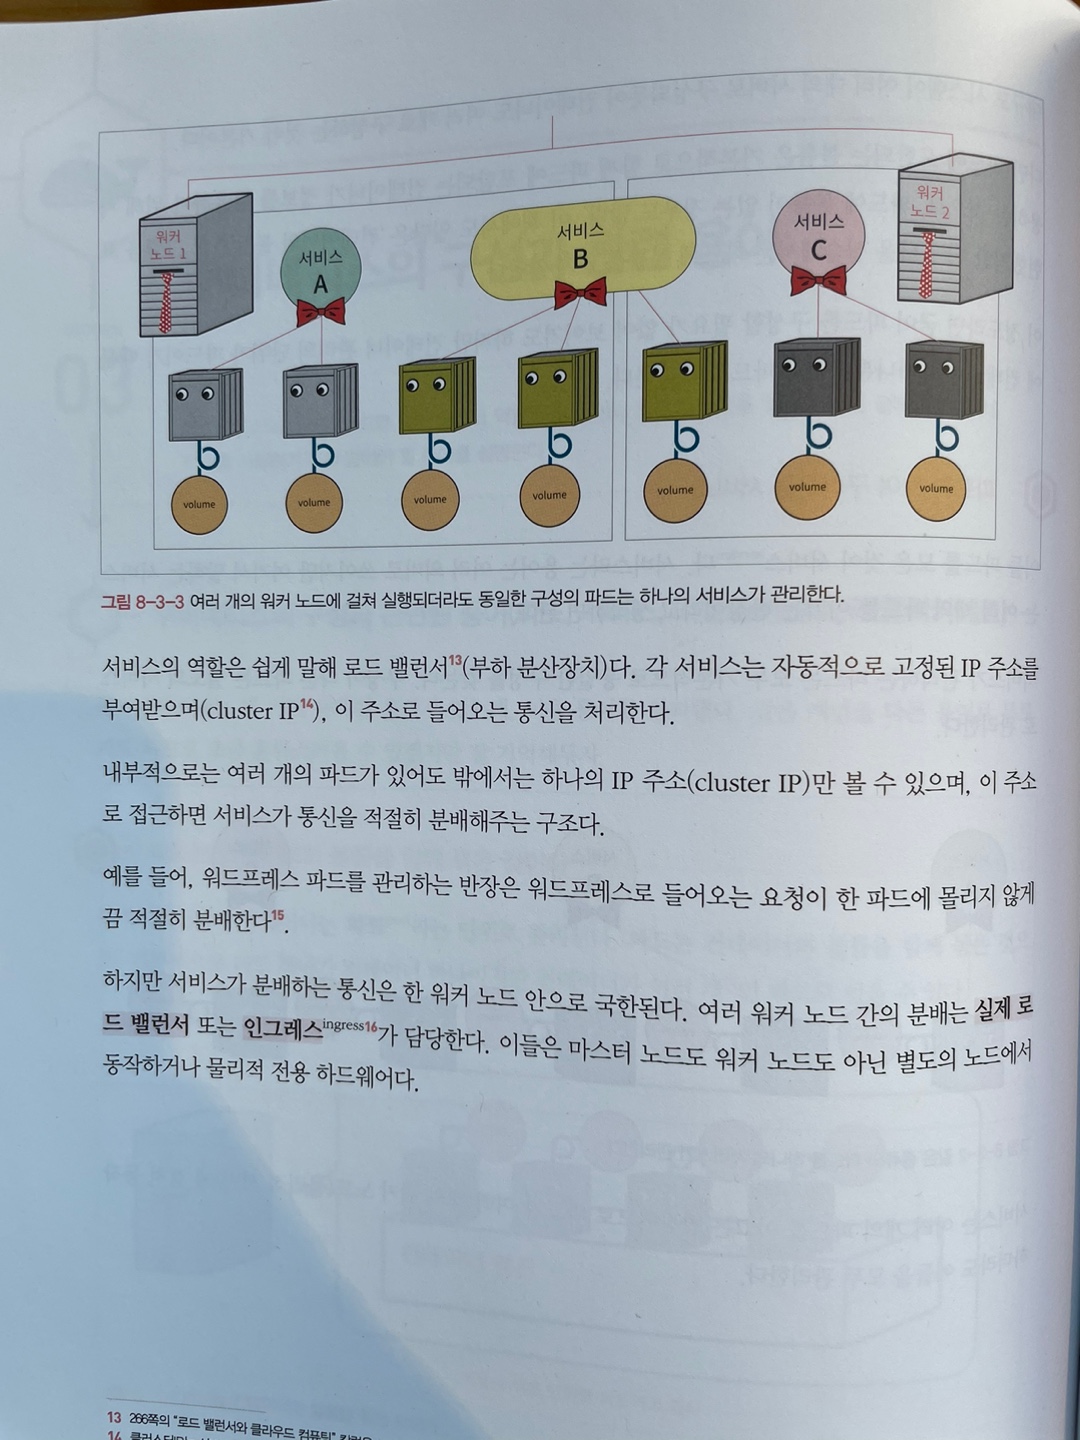 워커
노드 1
서비스
A
서비스
B
서비스
C
워커
노드 2
volume
volume
volume
volume
volume
volume
volume
그림 8-3-3 여러 개의 워커 노드에 걸쳐 실행되더라도 동일한 구성의 파드는 하나의 서비스가 관리한다.
서비스의 역할은 쉽게 말해 로드 밸런서13(부하 분산장치)다. 각 서비스는 자동적으로 고정된 IP 주소를
부여받으며(cluster IP14), 이 주소로 들어오는 통신을 처리한다.
내부적으로는 여러 개의 파드가 있어도 밖에서는 하나의 IP 주소(cluster IP)만 볼 수 있으며, 이 주소
로 접근하면 서비스가 통신을 적절히 분배해주는 구조다.
예를 들어, 워드프레스 파드를 관리하는 반장은 워드프레스로 들어오는 요청이 한 파드에 몰리지 않게
끔 적절히 분배한다15.
하지만 서비스가 분배하는 통신은 한 워커 노드 안으로 국한된다. 여러 워커 노드 간의 분배는 실제 로
드 밸런서 또는 인그레스ingress16가 담당한다. 이들은 마스터 노드도 워커 노드도 아닌 별도의 노드에서
동작하거나 물리적 전용 하드웨어다.
13 266쪽의 "로드 밸런서와 클라우드 컴퓨팅"
14